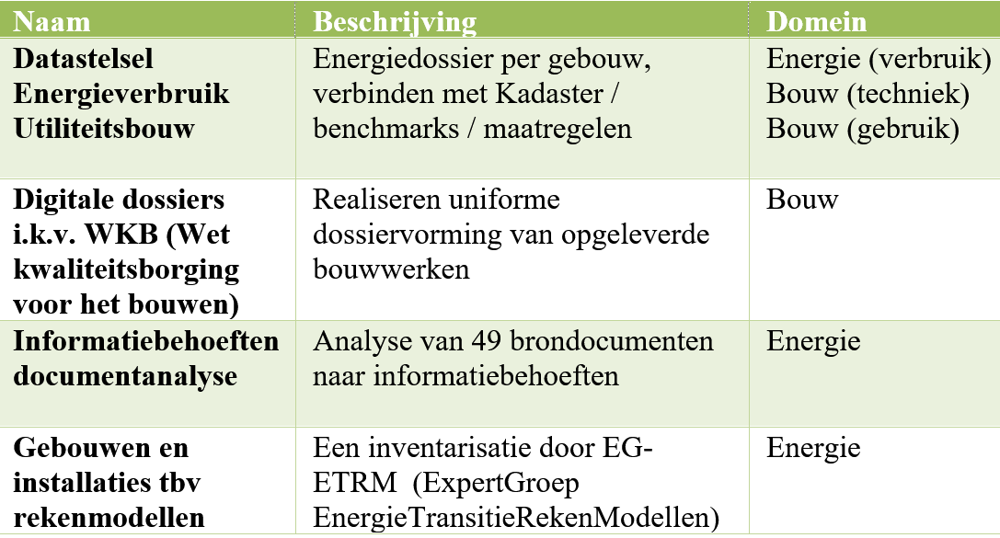 Naam Beschrijving Domein
Datastelsel
Energieverbruik
Utiliteitsbouw
Energiedossier per gebouw,
verbinden met Kadaster /
benchmarks / maatregelen
Energie (verbruik)
Bouw (techniek)
Bouw (gebruik)
Digitale dossiers
i.k.v. WKB (Wet
kwaliteitsborging
voor het bouwen)
Realiseren uniforme
dossiervorming van opgeleverde
bouwwerken
Bouw
Informatiebehoeften
documentanalyse
Analyse van 49 brondocumenten
naar informatiebehoeften
Energie
Gebouwen en
installaties tbv
rekenmodellen
Een inventarisatie door EG-
ETRM  (ExpertGroep
EnergieTransitieRekenModellen)
Energie